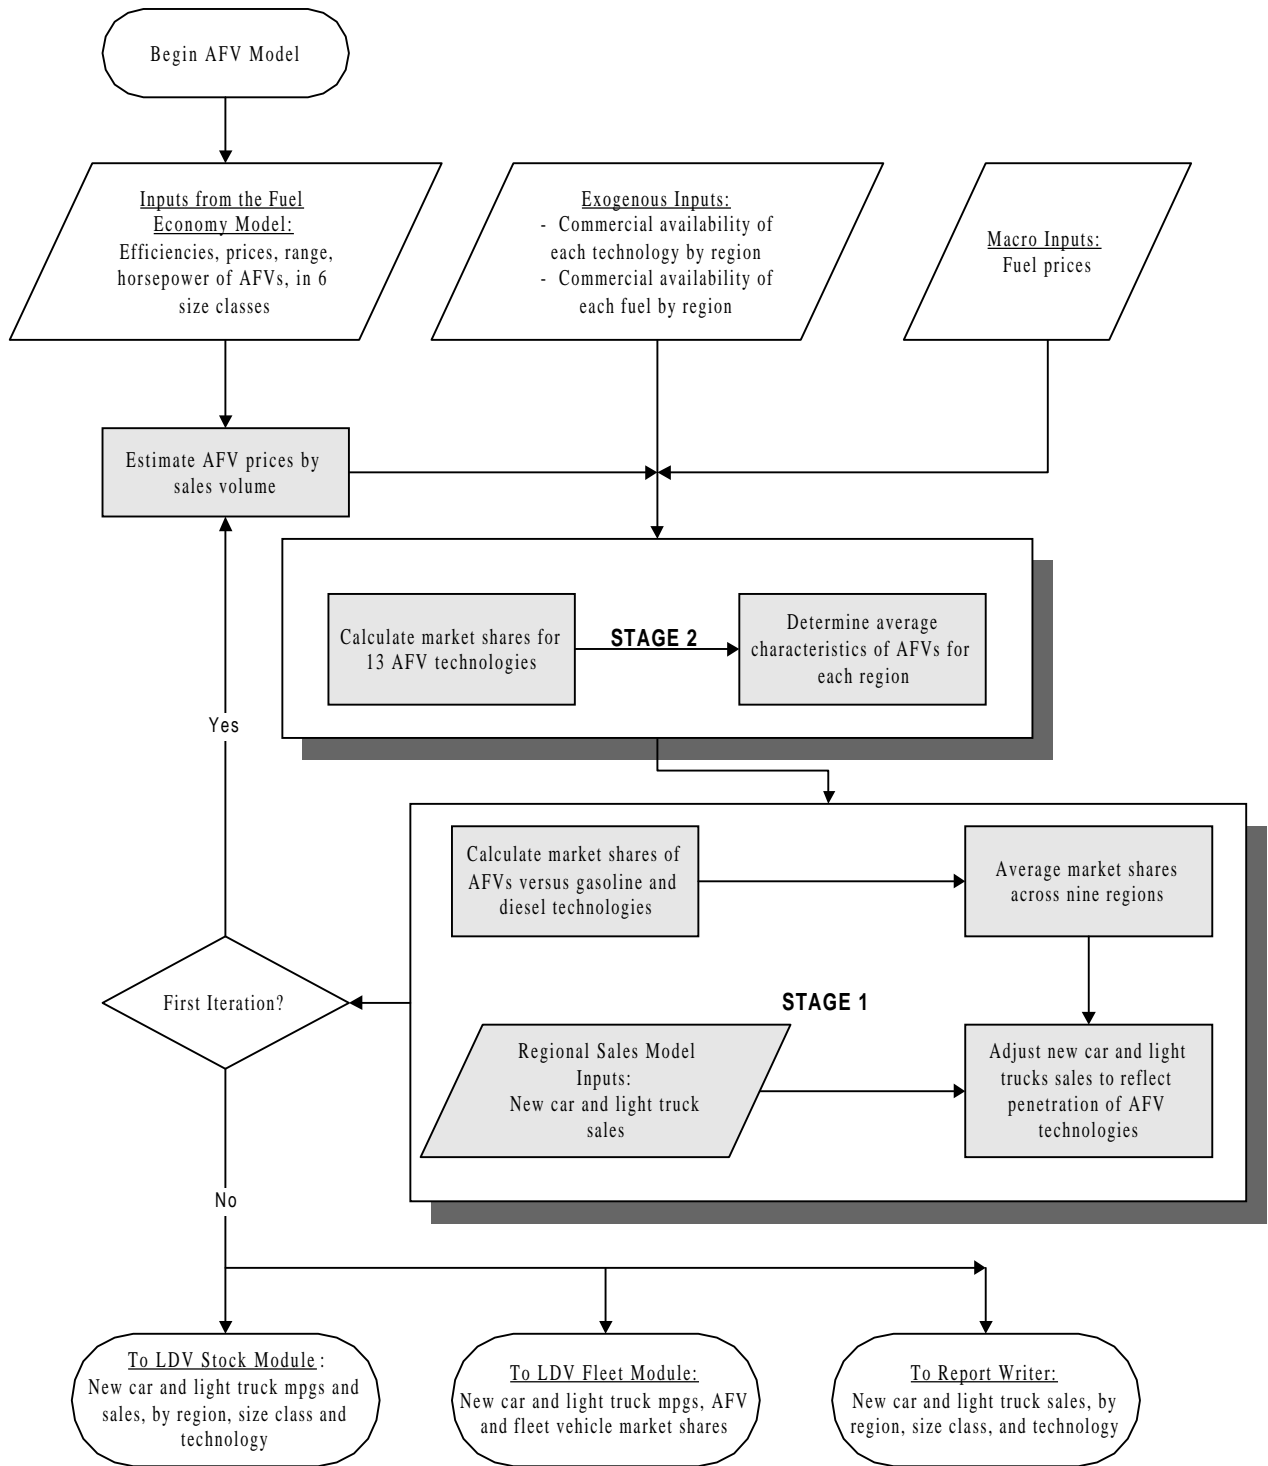 Begin AFV Model
Inputs from the Fuel
Economy Model:
Efficiencies, prices, range,
horsepower of AFVs, in 6
size classes
Exogenous Inputs:
- Commercial availability of
each technology by region
- Commercial availability of
each fuel by region
Macro Inputs:
Fuel prices
Estimate AFV prices by
sales volume
Calculate market shares for
13 AFV technologies
STAGE 2
Determine average
characteristics of AFVs for
each region
Yes
Calculate market shares of
AFVs versus gasoline and
diesel technologies
Average market shares
across nine regions
First Iteration?
STAGE 1
Regional Sales Model
Inputs:
New car and light truck
sales
Adjust new car and light
trucks sales to reflect
penetration of AFV
technologies
No
To LDV Stock Module:
New car and light truck mpgs and
sales, by region, size class and
technology
To LDV Fleet Module:
New car and light truck mpgs, AFV
and fleet vehicle market shares
To Report Writer:
New car and light truck sales, by
region, size class, and technology